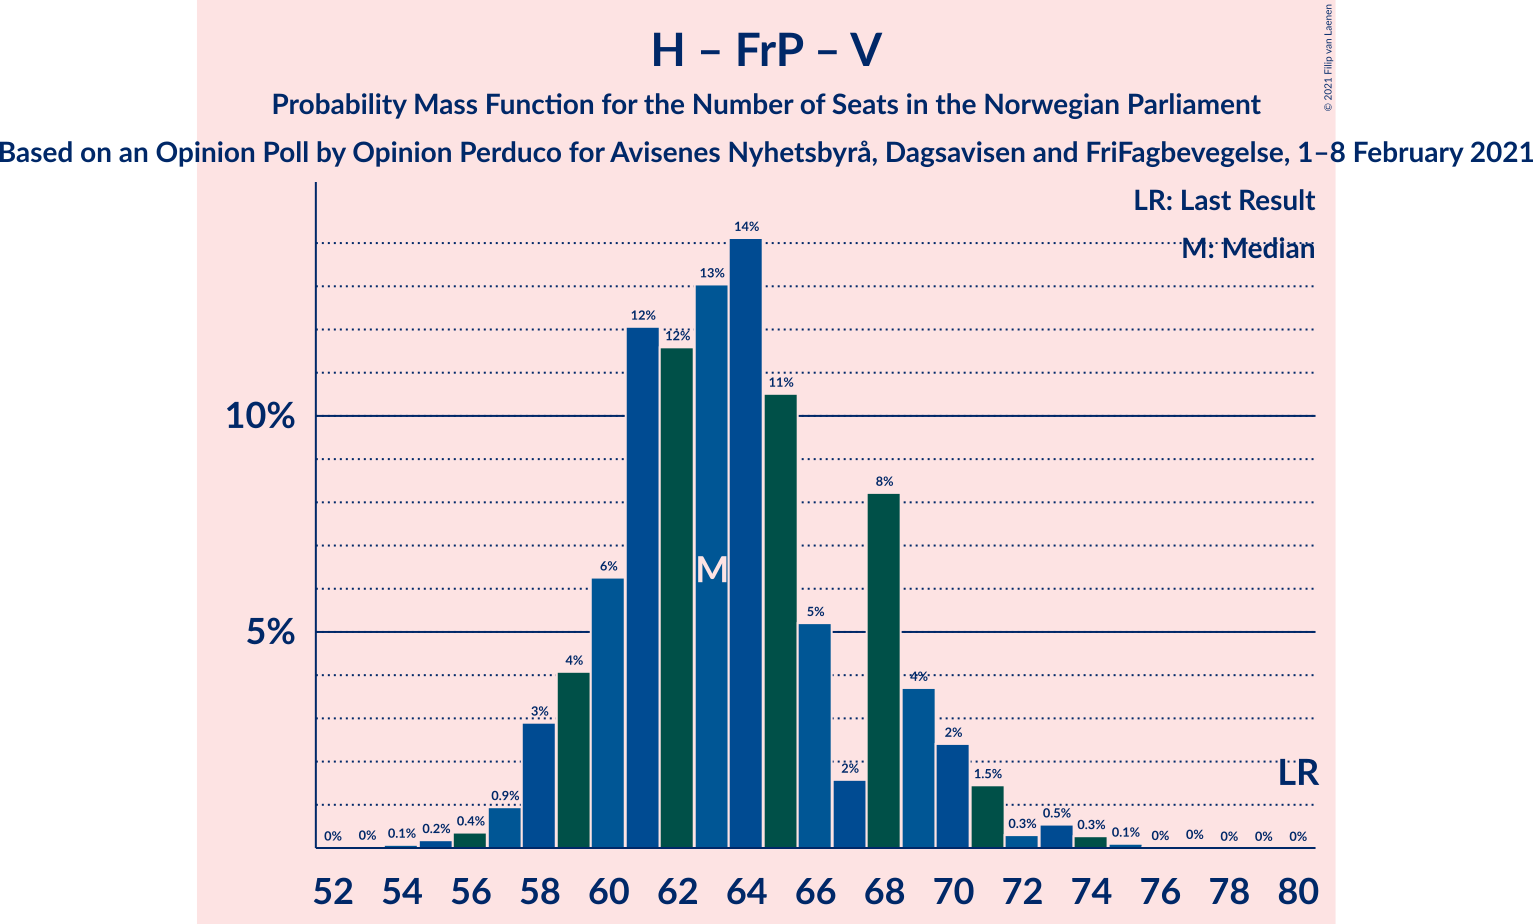 H – FrP – V
Probability Mass Function for the Number of Seats in the Norwegian Parliament
Based on an Opinion Poll by Opinion Perduco for Avisenes Nyhetsbyrå, Dagsavisen and FriFagbevegelse, 1–8 February 2021
© 2021 Filip van Laenen
LR: Last Result
M: Median
10%
5%
0% 0% 0.1% 0.2% 0.4% 0.9% 3% 4% 6% 12% 12% 13% 14% 11% 5% 2% 8% 4% 2% 1.5% 0.3% 0.5% 0.3% 0.1% 0% 0% 0% 0% 0%
M
LR
52 54 56 58 60 62 64 66 68 70 72 74 76 78 80